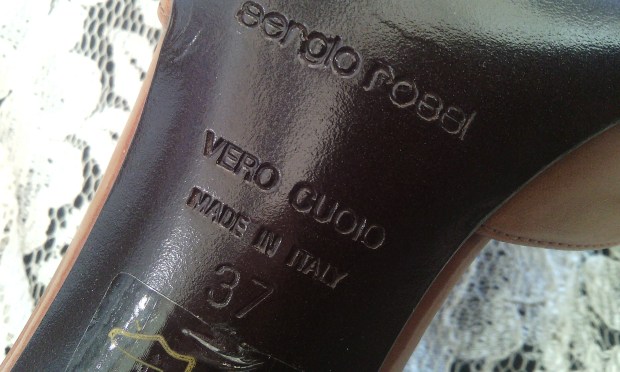 sergio rossi
VERO CUOIO
MADE IN ITALY
37